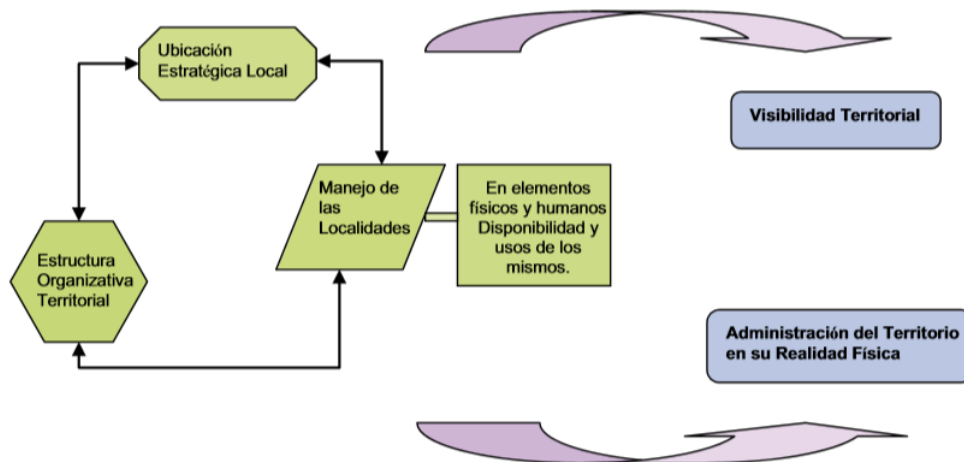 Ubicación
Estratégica Local
Visibilidad Territorial
Manejo de
las
Localidades
En elementos
físicos y humanos
Disponibilidad y
usos de los
mismos.
Estructura
Organizativa
Territorial
Administración del Territorio
en su Realidad Física